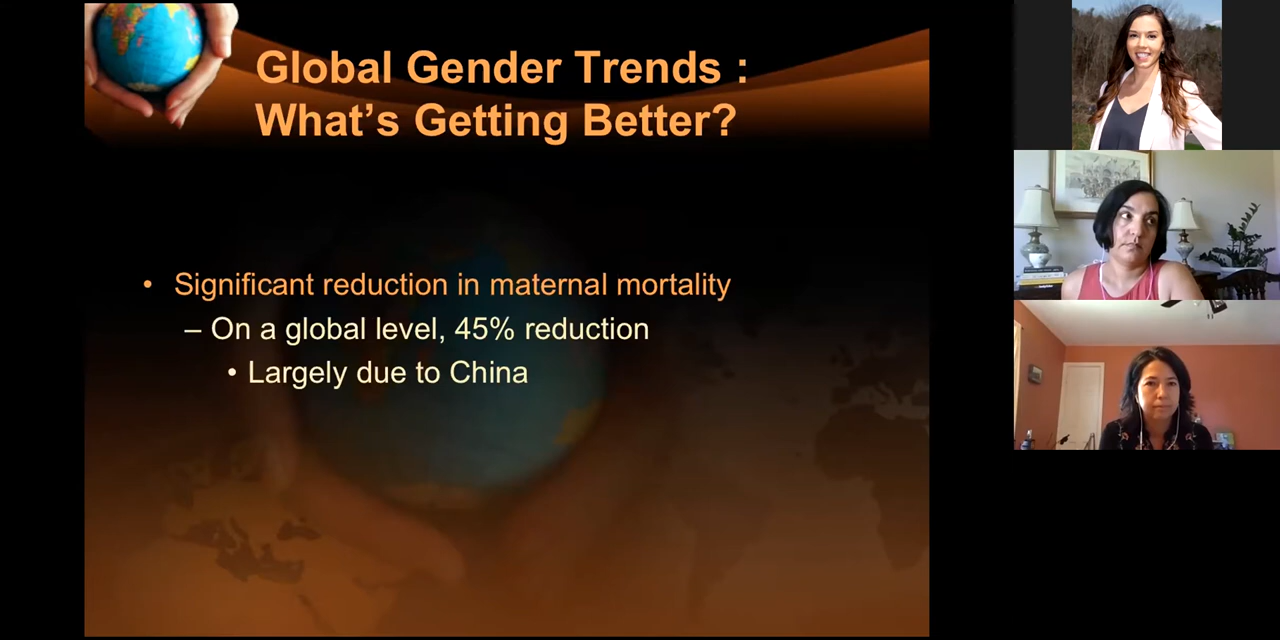 Global Gender Trends :
What's Getting Better?
• Significant reduction in maternal mortality
– On a global level, 45% reduction
• Largely due to China